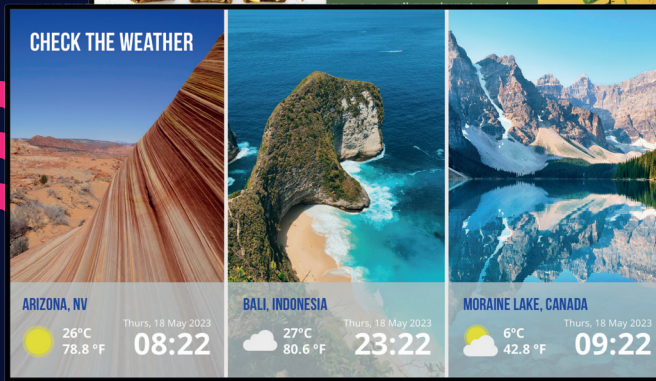 CHECK THE WEATHER
ARIZONA, NV
26°C
78.8 °F
Thurs, 18 May 2023
08:22
BALI, INDONESIA
27°C
80.6 °F
Thurs, 18 May 2023
23:22
MORAINE LAKE, CANADA
6°C
42.8 °F
Thurs, 18 May 2023
09:22